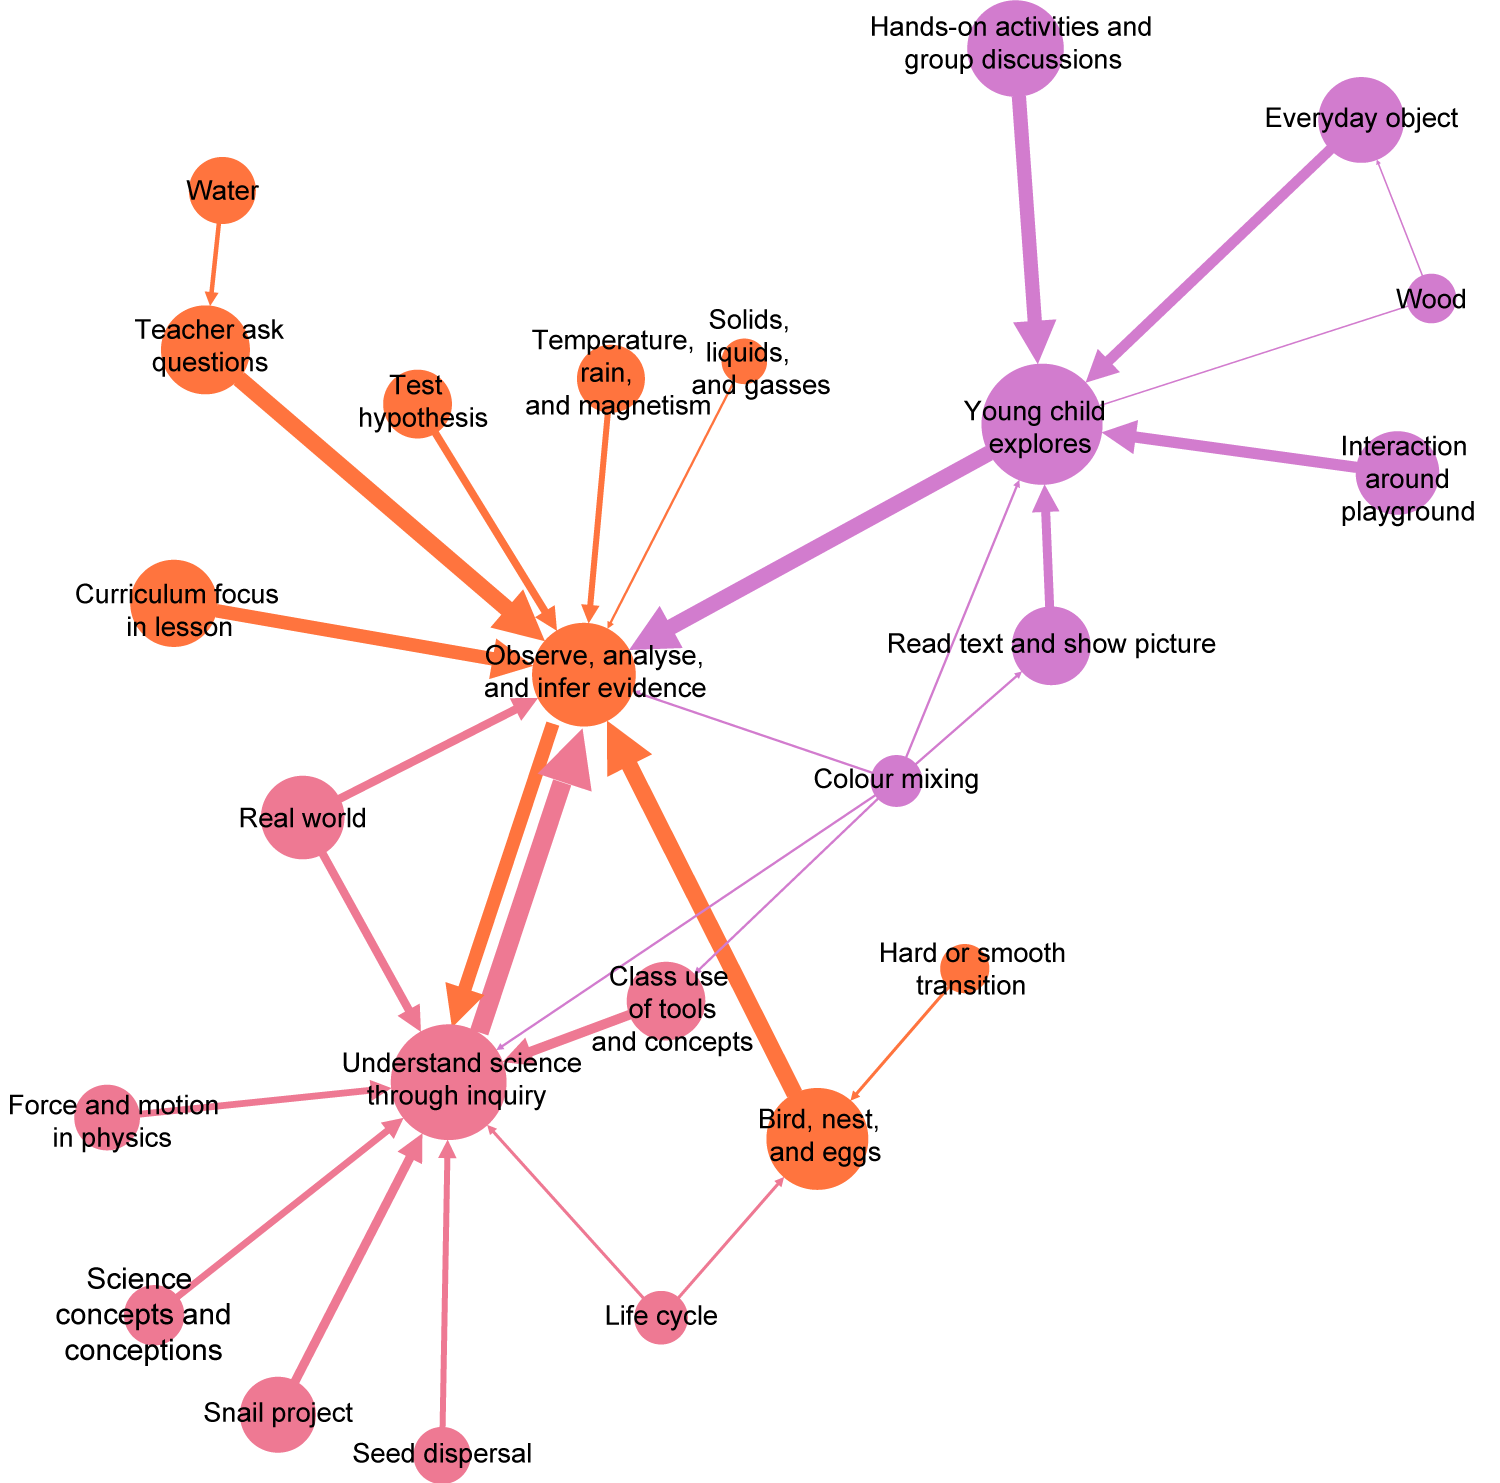 Hands-on activities and
group discussions
Everyday object
Water
Wood
Teacher ask
questions
Test
hypothesis
Temperature,
rain,
and magnetism
Solids,
liquids,
and gasses
Young child
explores
Interaction
around
playground
Curriculum focus
in lesson
Observe, analyse,
and infer evidence
Read text and show picture
Colour mixing
Real world
Hard or smooth
transition
Class use
of tools
and concepts
Understand science
through inquiry
Force and motion
in physics
Bird, nest,
and eggs
Science
concepts and
conceptions
Life cycle
Snail project
Seed dispersal